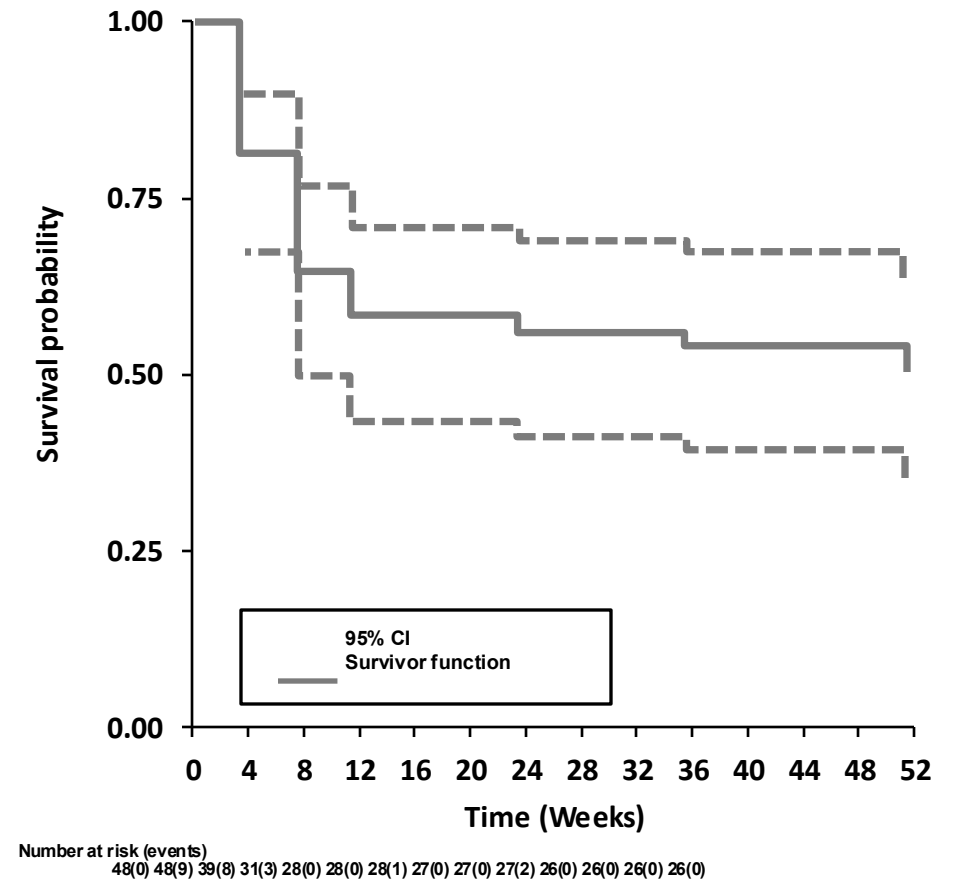 1.00
0.75
0.50
0.25
0.00
Survival probability
95% CI
Survivor function
0 4 8 12 16 20 24 28 32 36 40 44 48 52
Time (Weeks)
Number at risk (events)
48(0) 48(9) 39(8) 31(3) 28(0) 28(0) 28(1) 27(0) 27(0) 27(2) 26(0) 26(0) 26(0) 26(0)